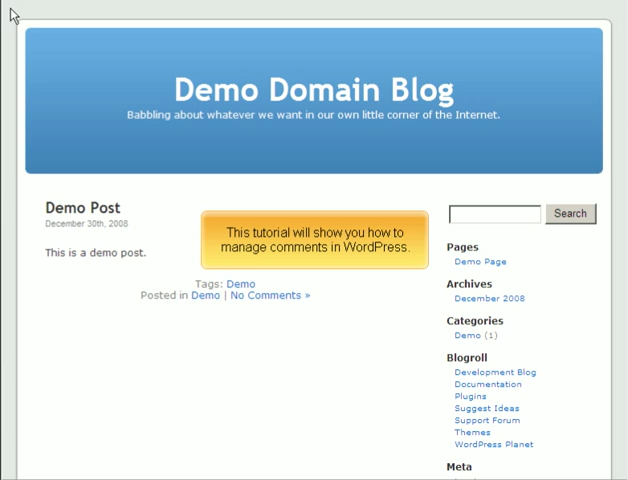 Demo Domain Blog
Babbling about whatever we want in our own little corner of the Internet.
Demo Post
December 30th, 2008
This is a demo post.
This tutorial will show you how to
manage comments in WordPress.
Tags: Demo
Posted in Demo | No Comments »
Search
Pages
Demo Page
Archives
December 2008
Categories
Demo (1)
Blogroll
Development Blog
Documentation
Plugins
Suggest Ideas
Support Forum
Themes
WordPress Planet
Meta